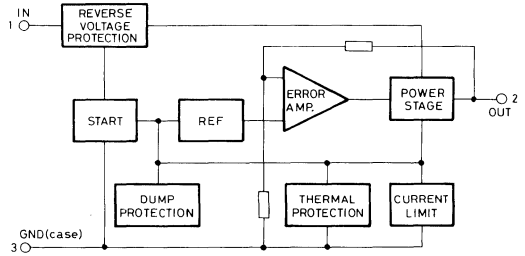 IN
1
REVERSE
VOLTAGE
PROTECTION
START
REF
ERROR
AMP.
POWER
STAGE
2
OUT
DUMP
PROTECTION
THERMAL
PROTECTION
CURRENT
LIMIT
GND(case)
3